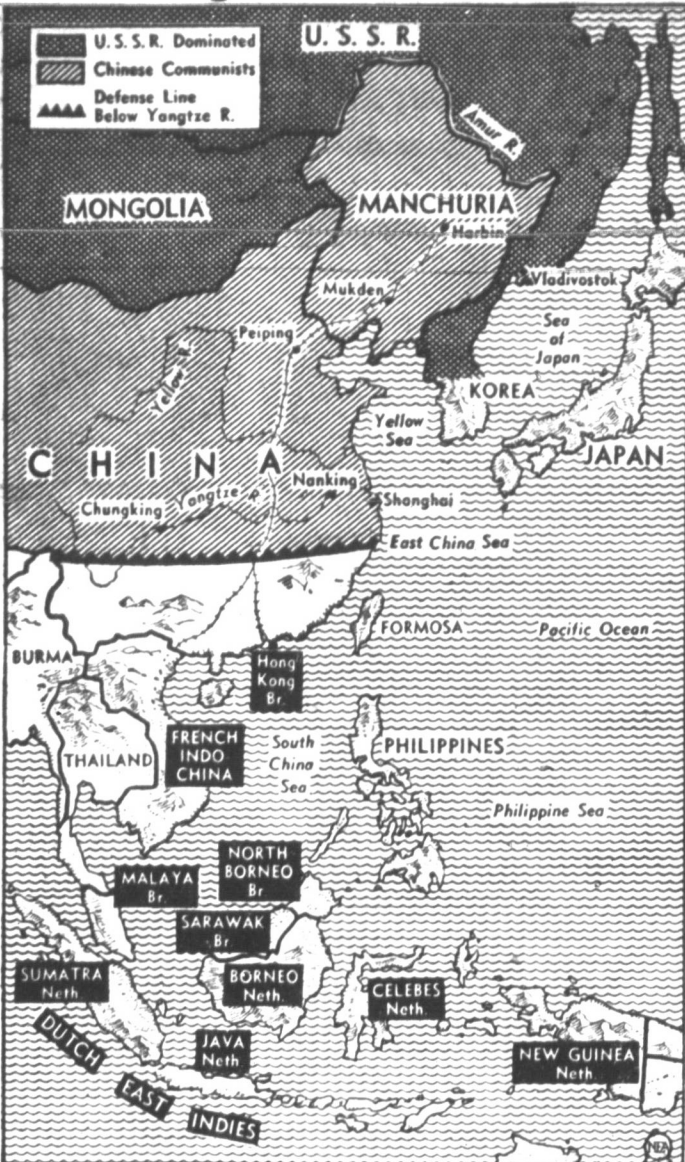 U. S. S. R. Dominated
Chinese Communists
Defense Line
Below Yangtze R.
U. S. S. R.
Amur R.
MONGOLIA
MANCHURIA
Harbin
Mukden
Vladivostok
Peiping
Sea
of
Japan
Yellow R.
KOREA
Yellow
Sea
JAPAN
CHINA
Nanking
Yangtze R.
Chungking
Shanghai
East China Sea
FORMOSA
Pacific Ocean
BURMA
Hong
Kong
Br.
FRENCH
INDO
CHINA
South
China
Sea
PHILIPPINES
THAILAND
Philippine Sea
NORTH
BORNEO
Br
MALAYA
Br.
SARAWAK
Br
SUMATRA
Neth.
BORNEO
Neth.
CELEBES
Neth.
JAVA
Neth
NEW GUINEA
Neth.
DUTCH
EAST
INDIES
NEA